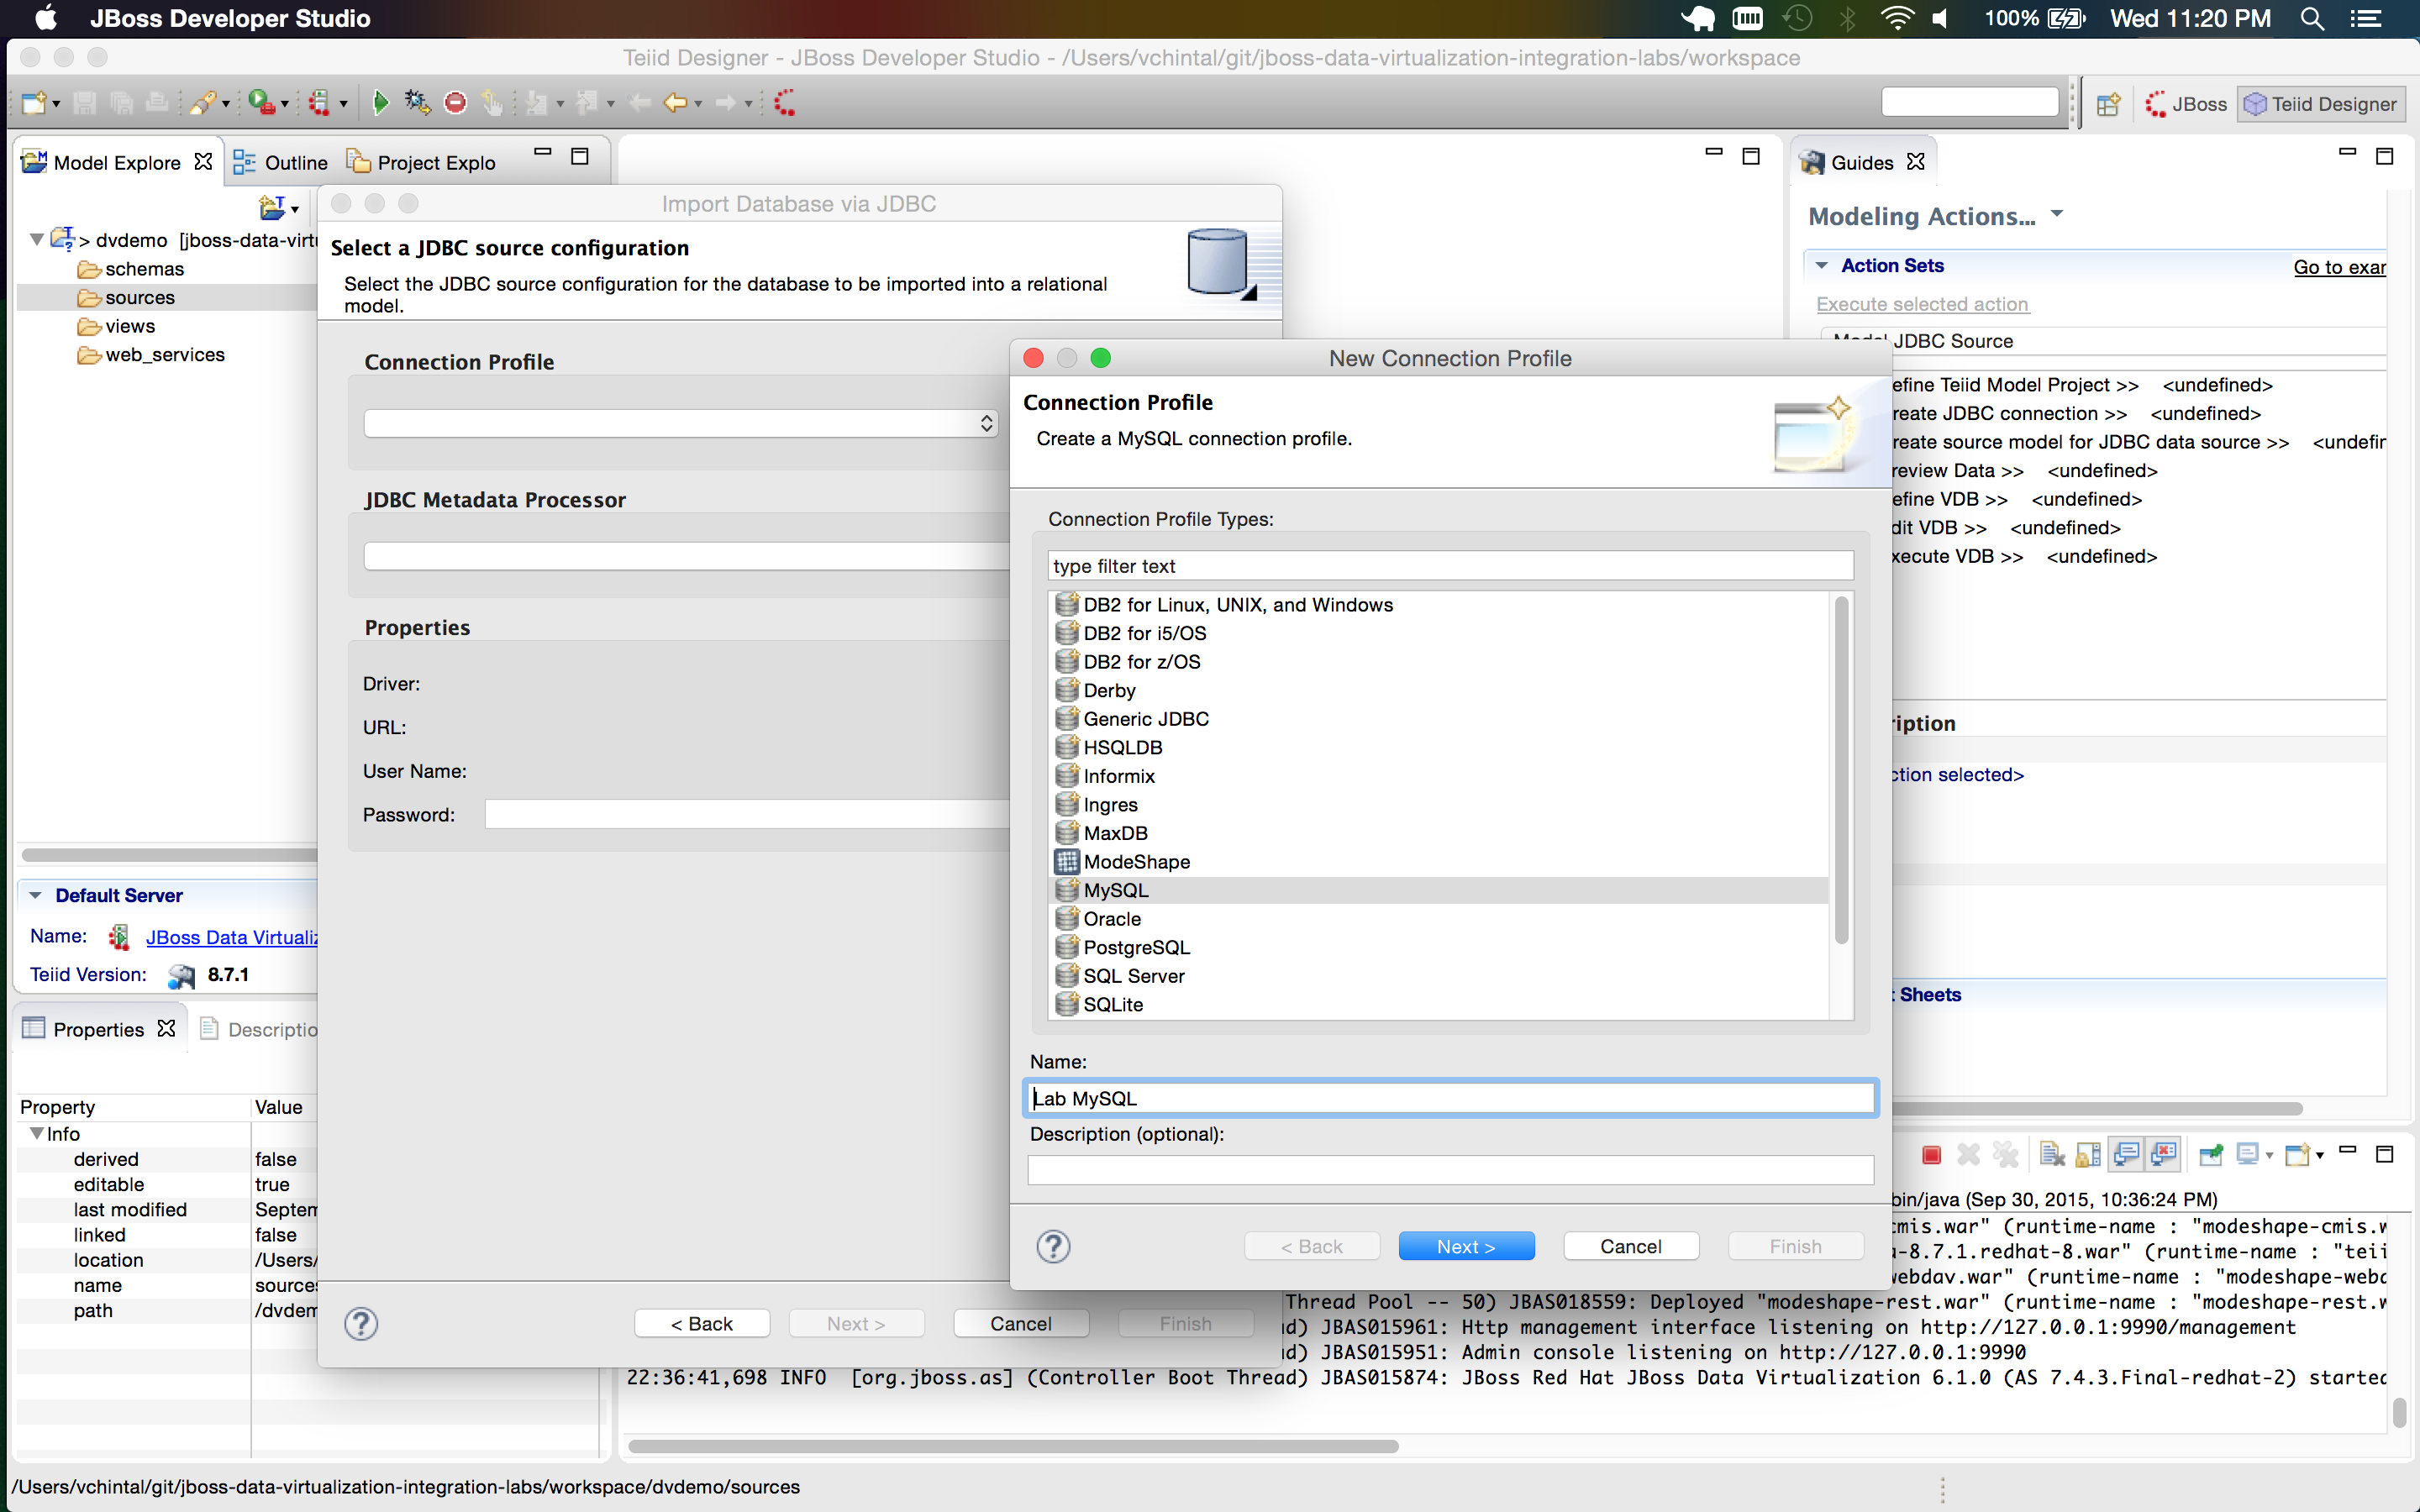 JBoss Developer Studio
100%
Wed 11:20 PM
Teiid Designer - JBoss Developer Studio - /Users/vchintal/git/jboss-data-virtualization-integration-labs/workspace
JBoss
Teiid Designer
Model Explore
Outline
Project Explo
> dvdemo [jboss-data-virtu
schemas
sources
views
web_services
Default Server
Name:
JBoss Data Virtualiz
Teiid Version:
8.7.1
Properties
Descriptio
Property Value
Info
derived false
editable true
last modified Septem
linked false
location /Users/
name sources
path /dvdem
Import Database via JDBC
Select a JDBC source configuration
Select the JDBC source configuration for the database to be imported into a relational
model.
Connection Profile
JDBC Metadata Processor
Properties
Driver:
URL:
User Name:
Password:
?
< Back
Next >
Cancel
Finish
New Connection Profile
Connection Profile
Create a MySQL connection profile.
Connection Profile Types:
type filter text
DB2 for Linux, UNIX, and Windows
DB2 for i5/OS
DB2 for z/OS
Derby
Generic JDBC
HSQLDB
Informix
Ingres
MaxDB
ModeShape
MySQL
Oracle
PostgreSQL
SQL Server
SQLite
Name:
Lab MySQL
Description (optional):
?
< Back
Next >
Cancel
Finish
Guides
Modeling Actions...
Action Sets
Go to exar
Execute selected action
Model JDBC Source
efine Teiid Model Project >> <undefined>
reate JDBC connection >> <undefined>
reate source model for JDBC data source >> <undefir
review Data >> <undefined>
efine VDB >> <undefined>
dit VDB >> <undefined>
xecute VDB >> <undefined>
ription
ction selected>
t Sheets
bin/java (Sep 30, 2015, 10:36:24 PM)
cmis.war" (runtime-name : "modeshape-cmis.w
a-8.7.1.redhat-8.war" (runtime-name : "teii
webdav.war" (runtime-name : "modeshape-webd
Thread Pool -- 50) JBAS018559: Deployed "modeshape-rest.war" (runtime-name : "modeshape-rest.w
ad) JBAS015961: Http management interface listening on http://127.0.0.1:9990/management
ad) JBAS015951: Admin console listening on http://127.0.0.1:9990
22:36:41,698 INFO [org.jboss.as] (Controller Boot Thread) JBAS015874: JBoss Red Hat JBoss Data Virtualization 6.1.0 (AS 7.4.3.Final-redhat-2) started
/Users/vchintal/git/jboss-data-virtualization-integration-labs/workspace/dvdemo/sources